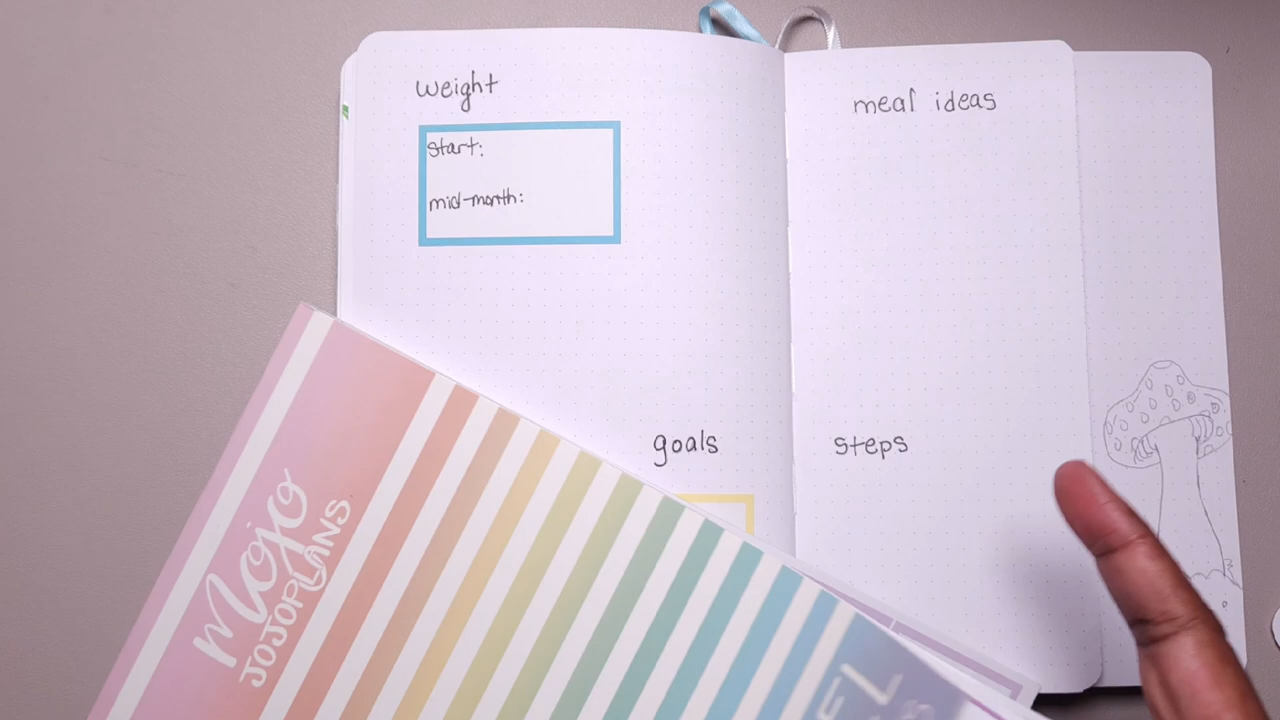 weight
start:
mid-month:
goals
meal ideas
steps
Mojo
JOJOPLANS